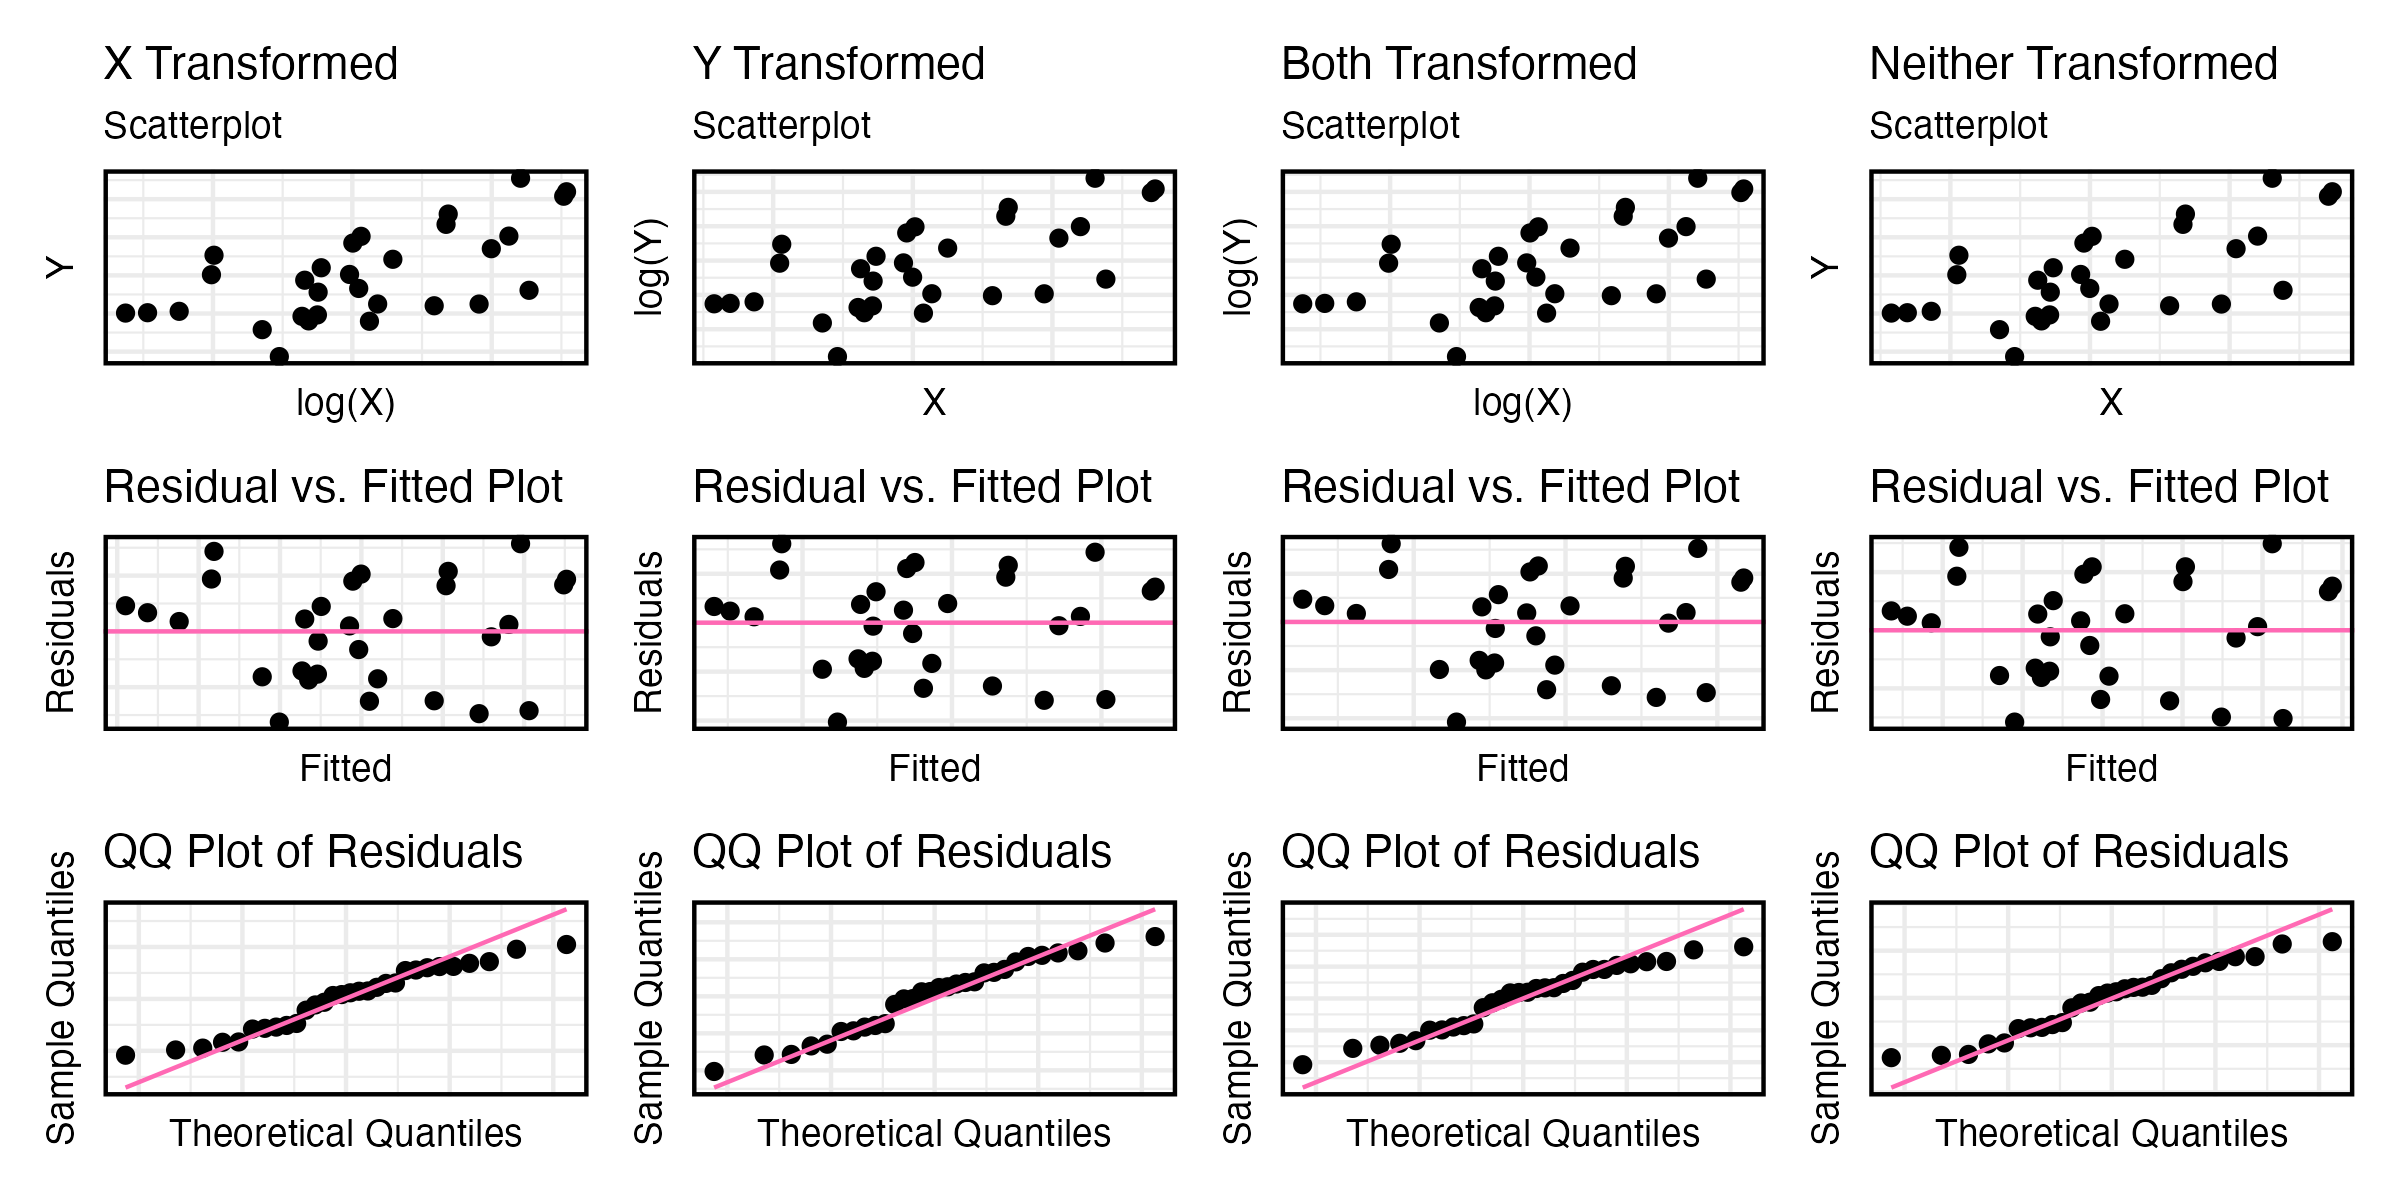 X Transformed
Y Transformed
Both Transformed
Neither Transformed
Scatterplot
Scatterplot
Scatterplot
Scatterplot
Y
log(Y)
log(Y)
Y
log(X)
X
log(X)
X
Residual vs. Fitted Plot
Residual vs. Fitted Plot
Residual vs. Fitted Plot
Residual vs. Fitted Plot
Residuals
Residuals
Residuals
Residuals
Fitted
Fitted
Fitted
Fitted
QQ Plot of Residuals
QQ Plot of Residuals
QQ Plot of Residuals
QQ Plot of Residuals
Sample Quantiles
Sample Quantiles
Sample Quantiles
Sample Quantiles
Theoretical Quantiles
Theoretical Quantiles
Theoretical Quantiles
Theoretical Quantiles